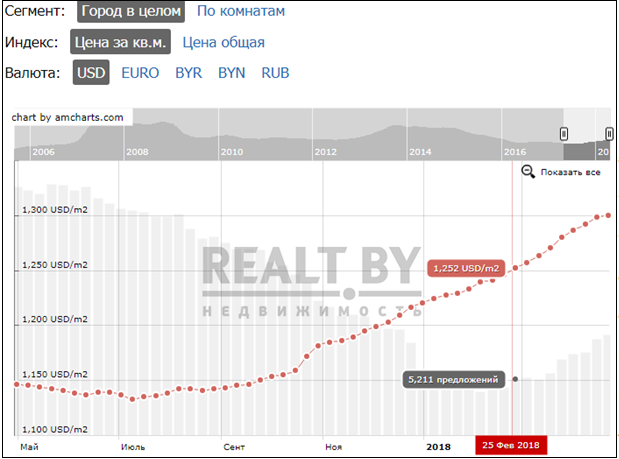 Сегмент: Город в целом По комнатам
Индекс: Цена за кв.м. Цена общая
Валюта: USD EURO BYR BYN RUB
chart by amcharts.com
2006 2008 2010 2012 2014 2016 20
Показать все
1,300 USD/m2
1,252 USD/m2
1,250 USD/m2
REALT.BY
НЕДВИЖИМОСТЬ
1,200 USD/m2
1,150 USD/m2
5,211 предложений
1,100 USD/m2
Май Июль Сент Ноя 2018 25 Фев 2018